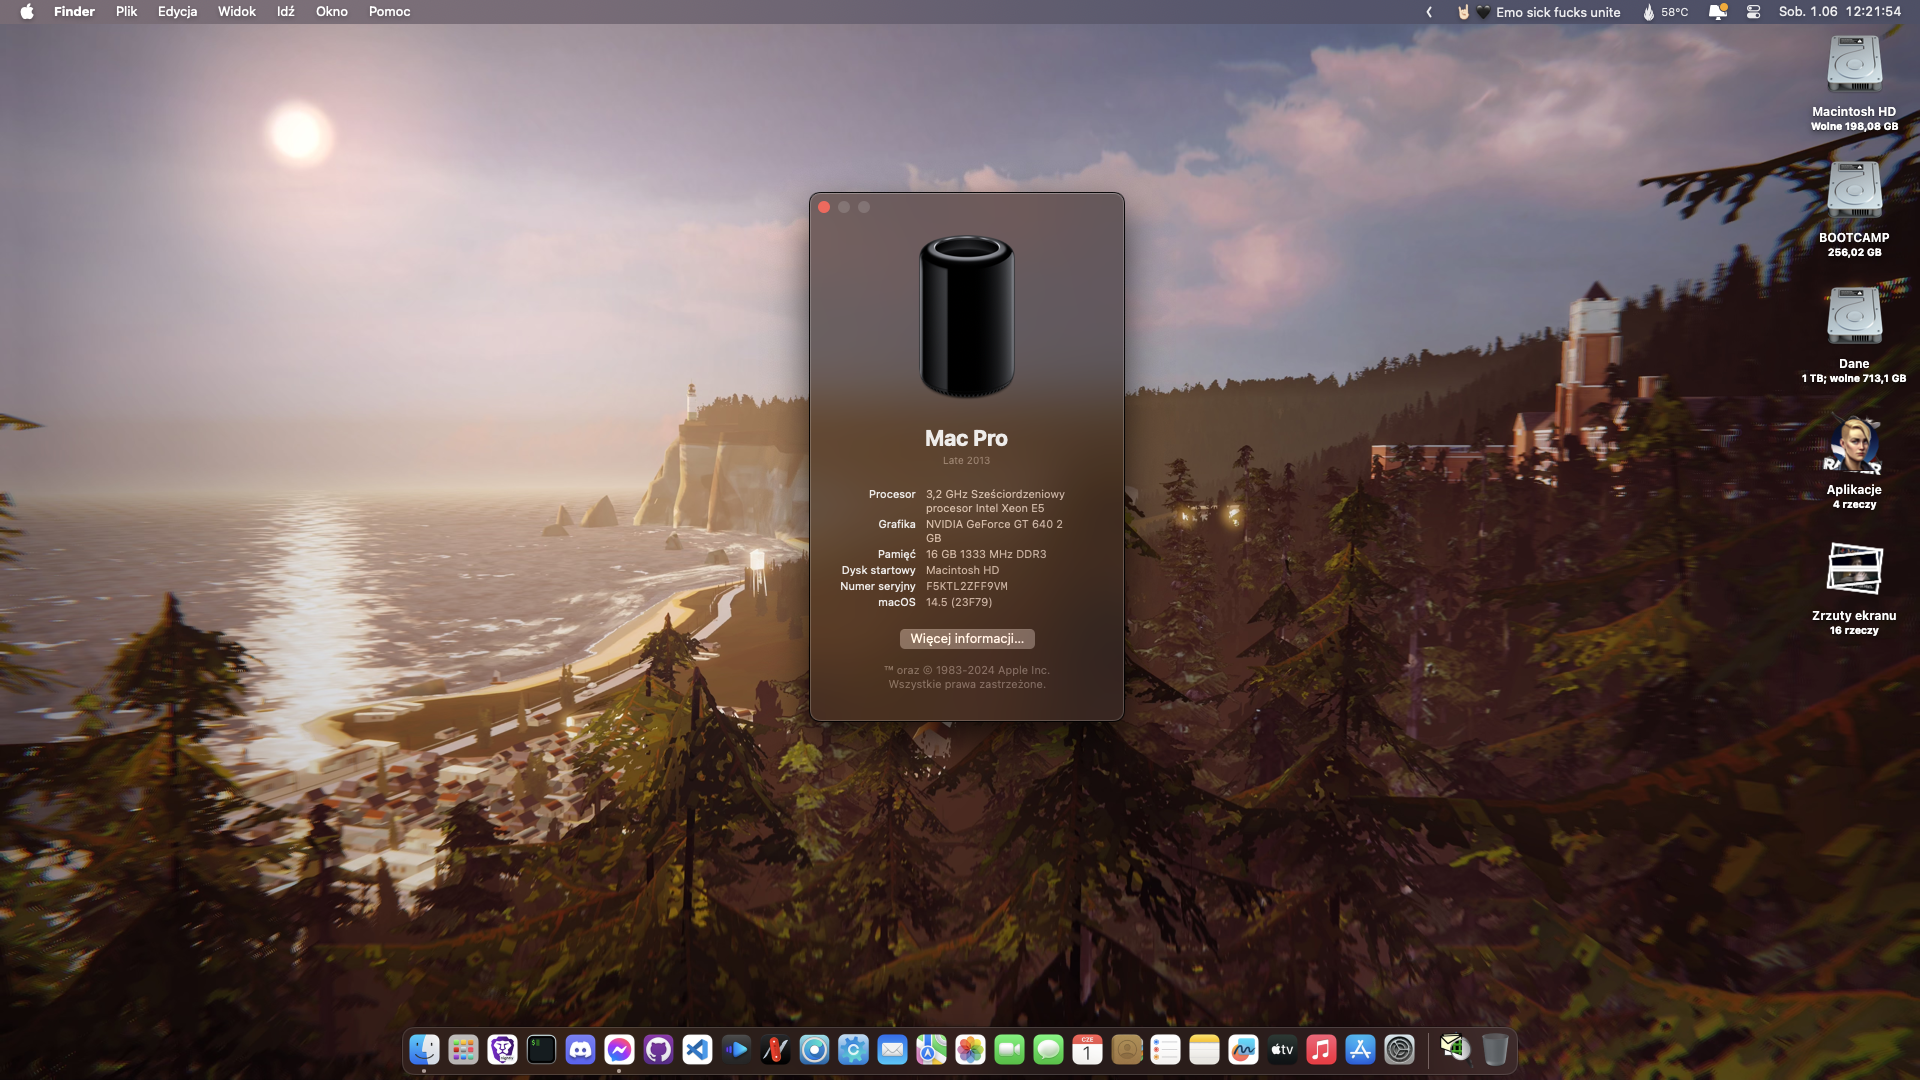 Finder Plik Edycja Widok Idź Okno Pomoc
🤘🏻 🖤 Emo sick fucks unite 58°C Sob. 1.06 12:21:54
Macintosh HD
Wolne 198,08 GB
BOOTCAMP
256,02 GB
Dane
1 TB; wolne 713,1 GB
Aplikacje
4 rzeczy
Zrzuty ekranu
16 rzeczy
Mac Pro
Late 2013
Procesor 3,2 GHz Sześciordzeniowy
procesor Intel Xeon E5
Grafika NVIDIA GeForce GT 640 2
GB
Pamięć 16 GB 1333 MHz DDR3
Dysk startowy Macintosh HD
Numer seryjny F5KTL2ZFF9VM
macOS 14.5 (23F79)
Więcej informacji...
™ oraz © 1983-2024 Apple Inc.
Wszystkie prawa zastrzeżone.
CZE
1
tv